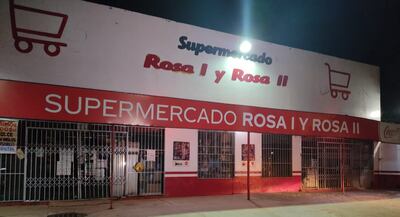 Supermercado
Rosa I y Rosa II
SUPERMERCADO ROSA I Y ROSA II